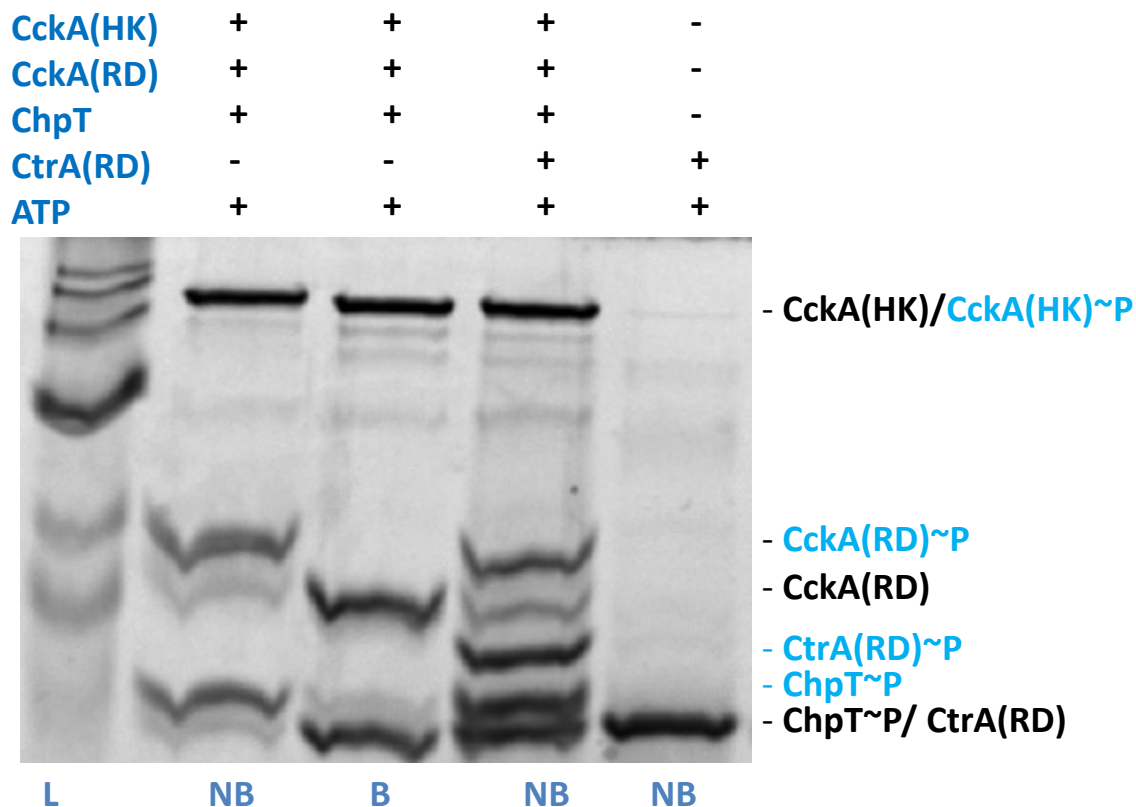 CckA(HK) + + + -
CckA(RD) + + + -
ChpT + + + -
CtrA(RD) - - + +
ATP + + + +
- CckA(HK)/CckA(HK)~P
- CckA(RD)~P
- CckA(RD)
- CtrA(RD)~P
- ChpT~P
- ChpT~P/ CtrA(RD)
L NB B NB NB